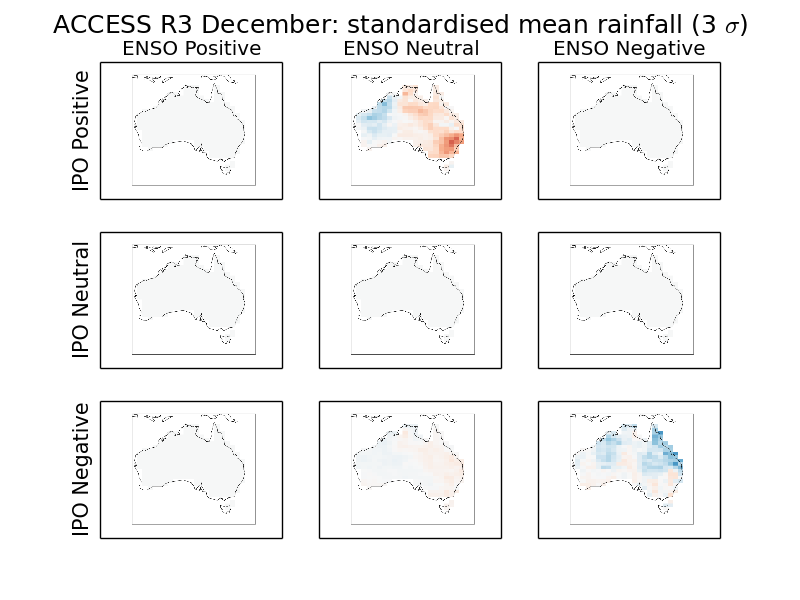 ACCESS R3 December: standardised mean rainfall (3 σ)
ENSO Positive ENSO Neutral ENSO Negative
IPO Positive
IPO Neutral
IPO Negative